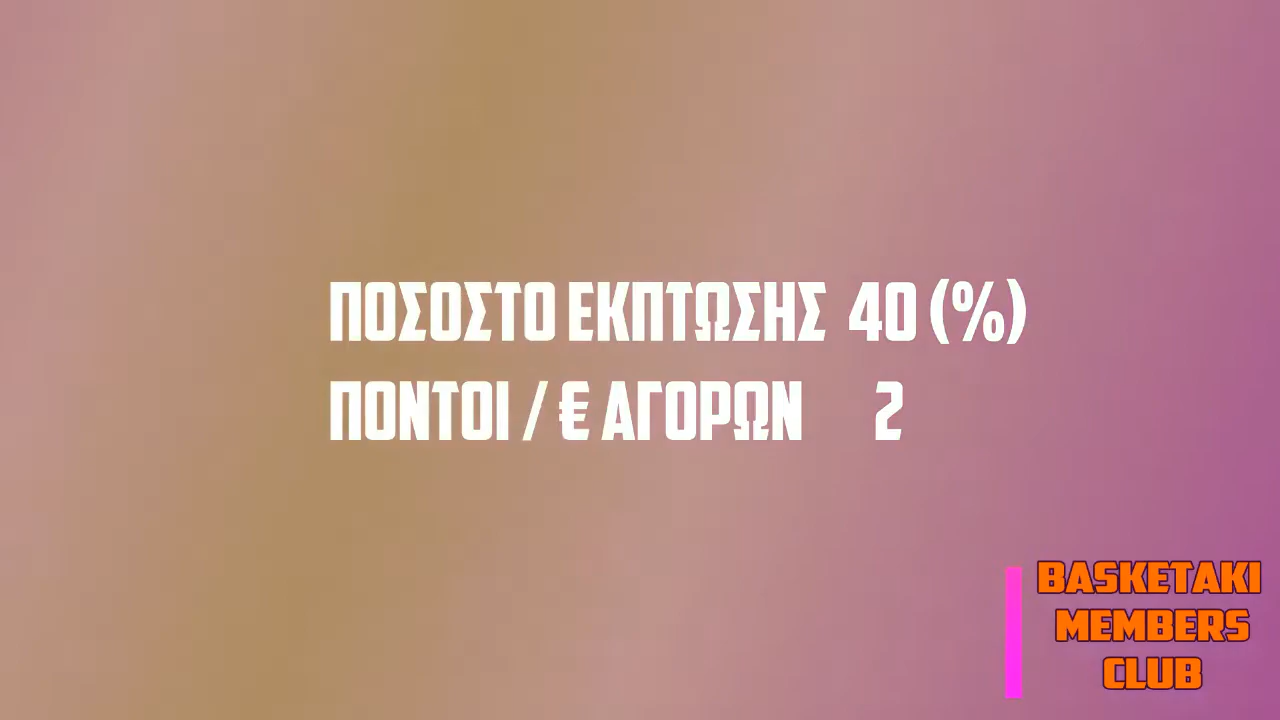 ΠΟΣΟΣΤΟ ΕΚΠΤΩΣΗΣ 40 (%)
ΠΟΝΤΟΙ / € ΑΓΟΡΩΝ 2
BASKETAKI
MEMBERS
CLUB